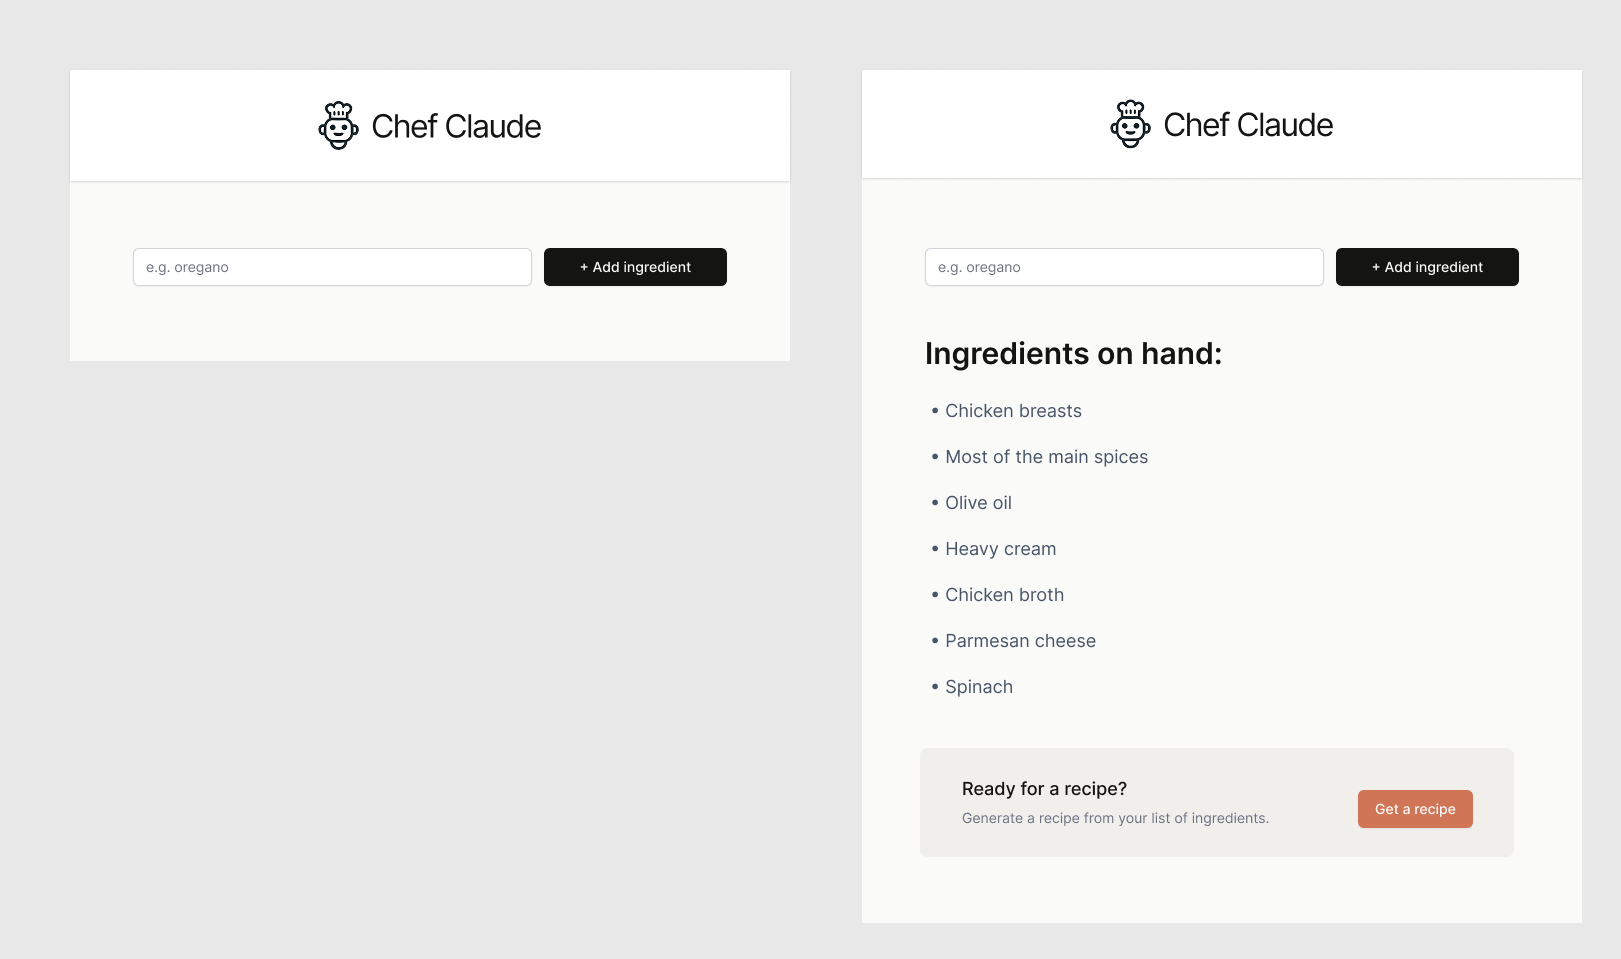 Chef Claude
e.g. oregano
+ Add ingredient
Chef Claude
e.g. oregano
+ Add ingredient
Ingredients on hand:
• Chicken breasts
• Most of the main spices
• Olive oil
• Heavy cream
• Chicken broth
• Parmesan cheese
• Spinach
Ready for a recipe?
Generate a recipe from your list of ingredients.
Get a recipe